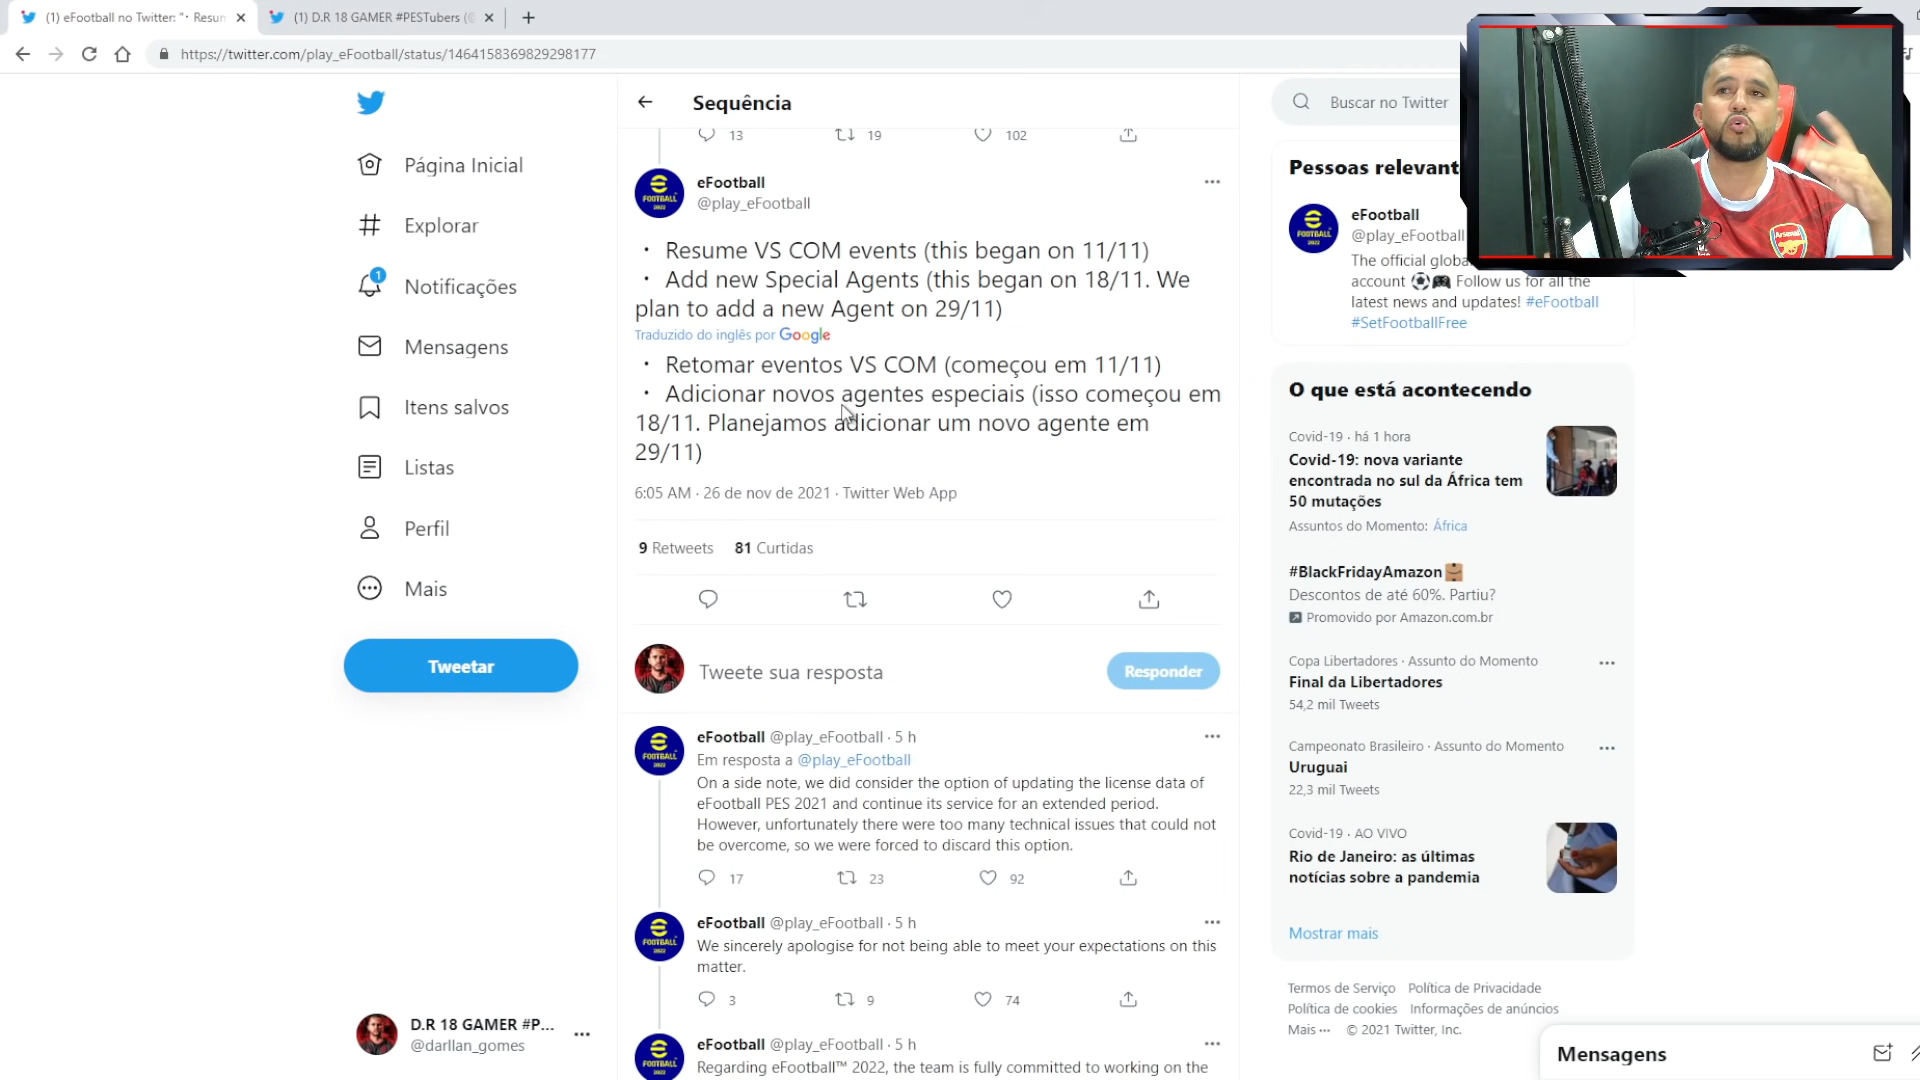 (1) eFootball no Twitter: "・ Resum
(1) D.R 18 GAMER #PESTubers (@
https://twitter.com/play_eFootball/status/1464158369829298177
Página Inicial
Explorar
1
Notificações
Mensagens
Itens salvos
Listas
Perfil
Mais
Tweetar
D.R 18 GAMER #P...
@darllan_gomes
Sequência
13 19 102
eFootball
@play_eFootball
・ Resume VS COM events (this began on 11/11)
・ Add new Special Agents (this began on 18/11. We
plan to add a new Agent on 29/11)
Traduzido do inglês por Google
・ Retomar eventos VS COM (começou em 11/11)
・ Adicionar novos agentes especiais (isso começou em
18/11. Planejamos adicionar um novo agente em
29/11)
6:05 AM · 26 de nov de 2021 · Twitter Web App
9 Retweets 81 Curtidas
Tweete sua resposta
Responder
eFootball @play_eFootball · 5 h
Em resposta a @play_eFootball
On a side note, we did consider the option of updating the license data of
eFootball PES 2021 and continue its service for an extended period.
However, unfortunately there were too many technical issues that could not
be overcome, so we were forced to discard this option.
17 23 92
eFootball @play_eFootball · 5 h
We sincerely apologise for not being able to meet your expectations on this
matter.
3 9 74
eFootball @play_eFootball · 5 h
Regarding eFootball™ 2022, the team is fully committed to working on the
Buscar no Twitter
Pessoas relevant
eFootball
@play_eFootball
The official globa
account ⚽🎮 Follow us for all the
latest news and updates! #eFootball
#SetFootballFree
O que está acontecendo
Covid-19 · há 1 hora
Covid-19: nova variante
encontrada no sul da África tem
50 mutações
Assuntos do Momento: África
#BlackFridayAmazon
Descontos de até 60%. Partiu?
Promovido por Amazon.com.br
Copa Libertadores · Assunto do Momento
Final da Libertadores
54,2 mil Tweets
Campeonato Brasileiro · Assunto do Momento
Uruguai
22,3 mil Tweets
Covid-19 · AO VIVO
Rio de Janeiro: as últimas
notícias sobre a pandemia
Mostrar mais
Termos de Serviço Política de Privacidade
Política de cookies Informações de anúncios
Mais ··· © 2021 Twitter, Inc.
Mensagens
Arsenal